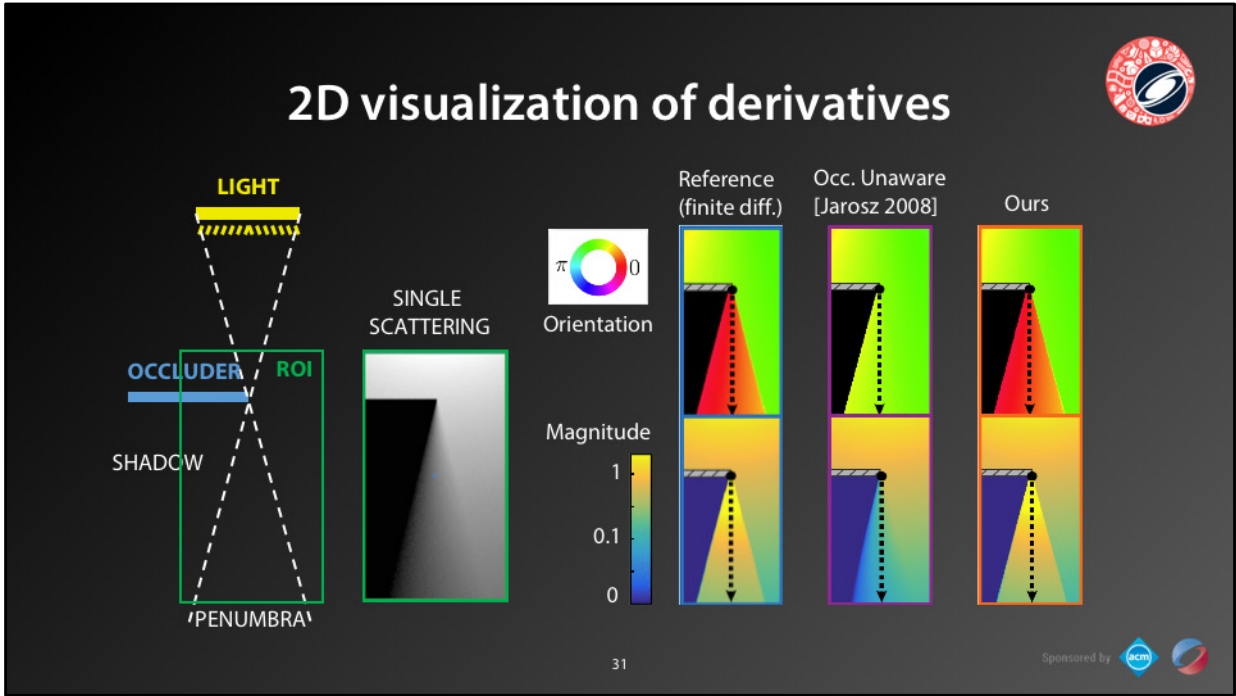 2D visualization of derivatives
LIGHT
OCCLUDER
ROI
SHADOW
PENUMBRA
SINGLE
SCATTERING
π
0
Orientation
Magnitude
1
0.1
0
Reference
(finite diff.)
Occ. Unaware
[Jarosz 2008]
Ours
31
Sponsored by
acm